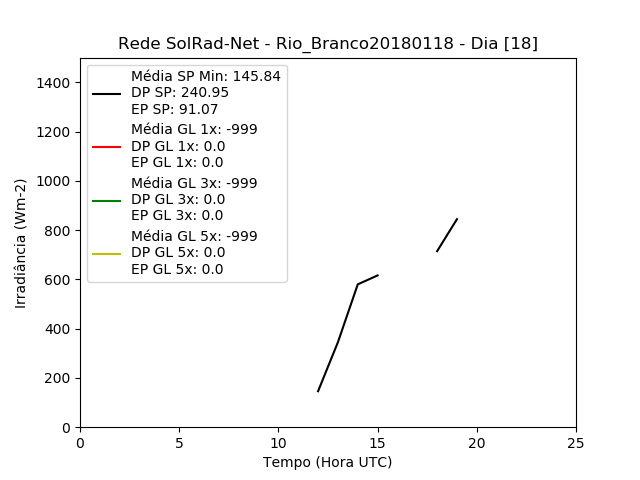 Rede SolRad-Net - Rio_Branco20180118 - Dia [18]
Média SP Min: 145.84
DP SP: 240.95
EP SP: 91.07
Média GL 1x: -999
DP GL 1x: 0.0
EP GL 1x: 0.0
Média GL 3x: -999
DP GL 3x: 0.0
EP GL 3x: 0.0
Média GL 5x: -999
DP GL 5x: 0.0
EP GL 5x: 0.0
Irradiância (Wm-2)
1400
1200
1000
800
600
400
200
0
0 5 10 15 20 25
Tempo (Hora UTC)